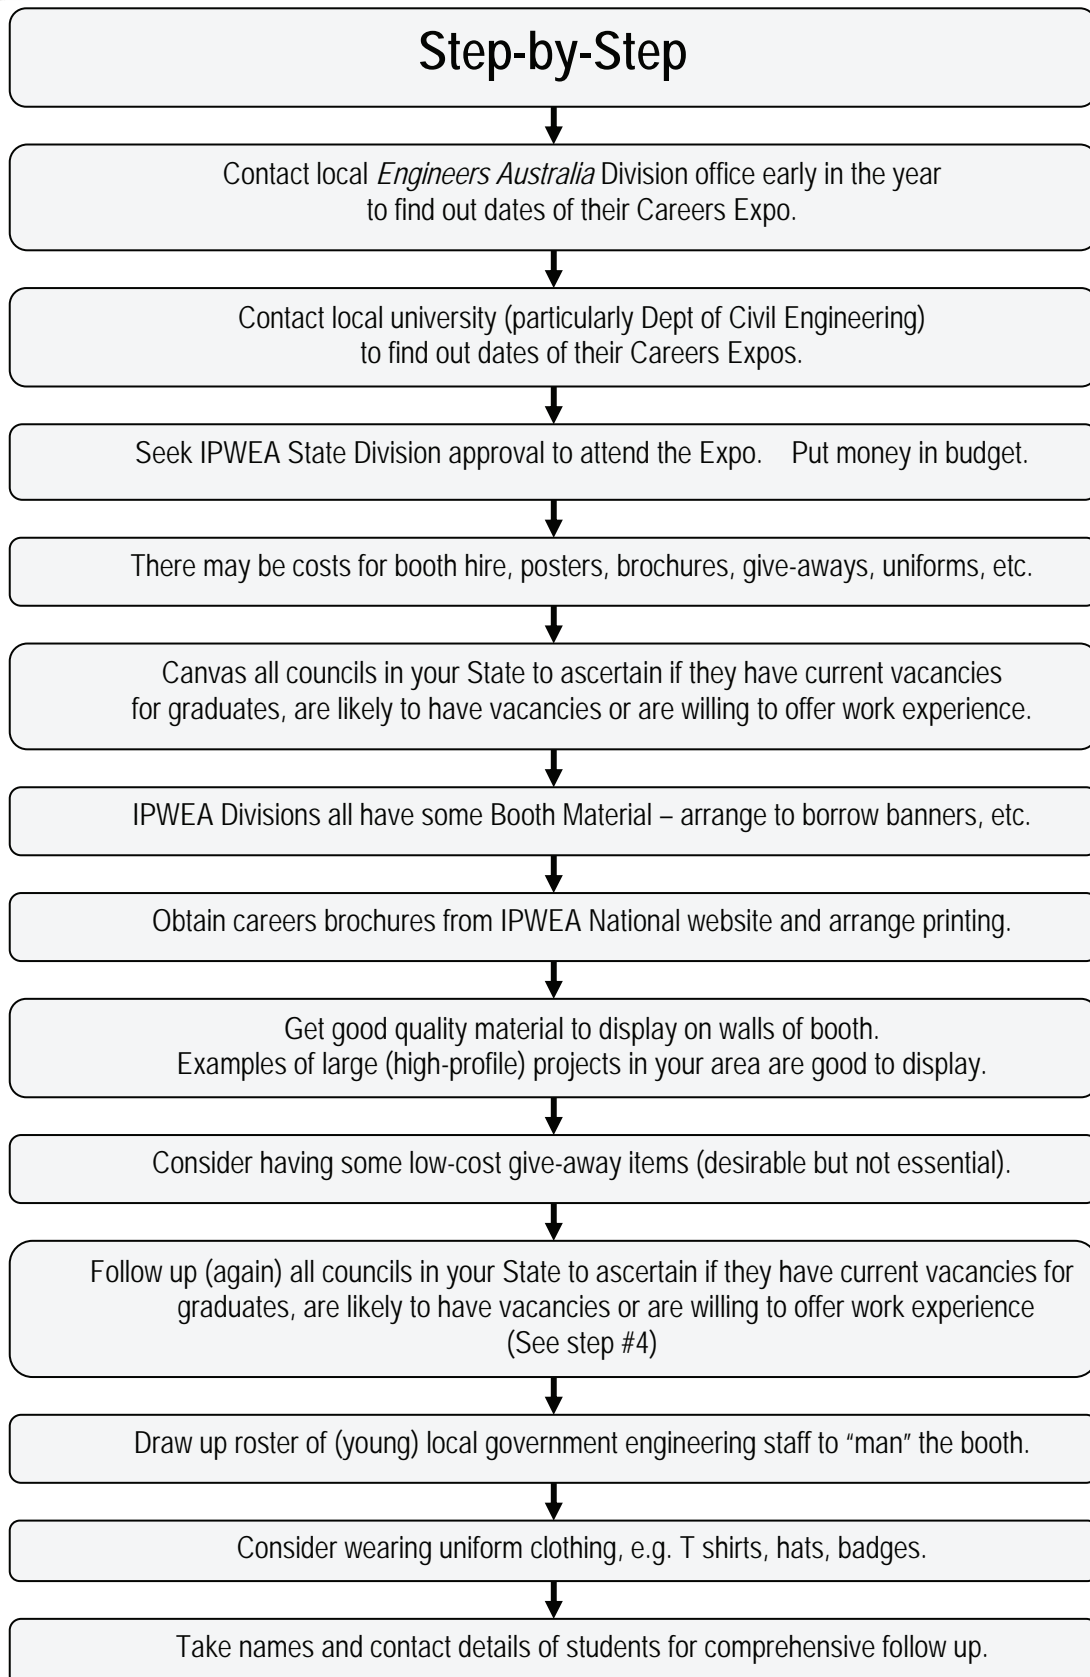 Step-by-Step
Contact local Engineers Australia Division office early in the year
to find out dates of their Careers Expo.
Contact local university (particularly Dept of Civil Engineering)
to find out dates of their Careers Expos.
Seek IPWEA State Division approval to attend the Expo. Put money in budget.
There may be costs for booth hire, posters, brochures, give-aways, uniforms, etc.
Canvas all councils in your State to ascertain if they have current vacancies
for graduates, are likely to have vacancies or are willing to offer work experience.
IPWEA Divisions all have some Booth Material – arrange to borrow banners, etc.
Obtain careers brochures from IPWEA National website and arrange printing.
Get good quality material to display on walls of booth.
Examples of large (high-profile) projects in your area are good to display.
Consider having some low-cost give-away items (desirable but not essential).
Follow up (again) all councils in your State to ascertain if they have current vacancies for
graduates, are likely to have vacancies or are willing to offer work experience
(See step #4)
Draw up roster of (young) local government engineering staff to “man” the booth.
Consider wearing uniform clothing, e.g. T shirts, hats, badges.
Take names and contact details of students for comprehensive follow up.